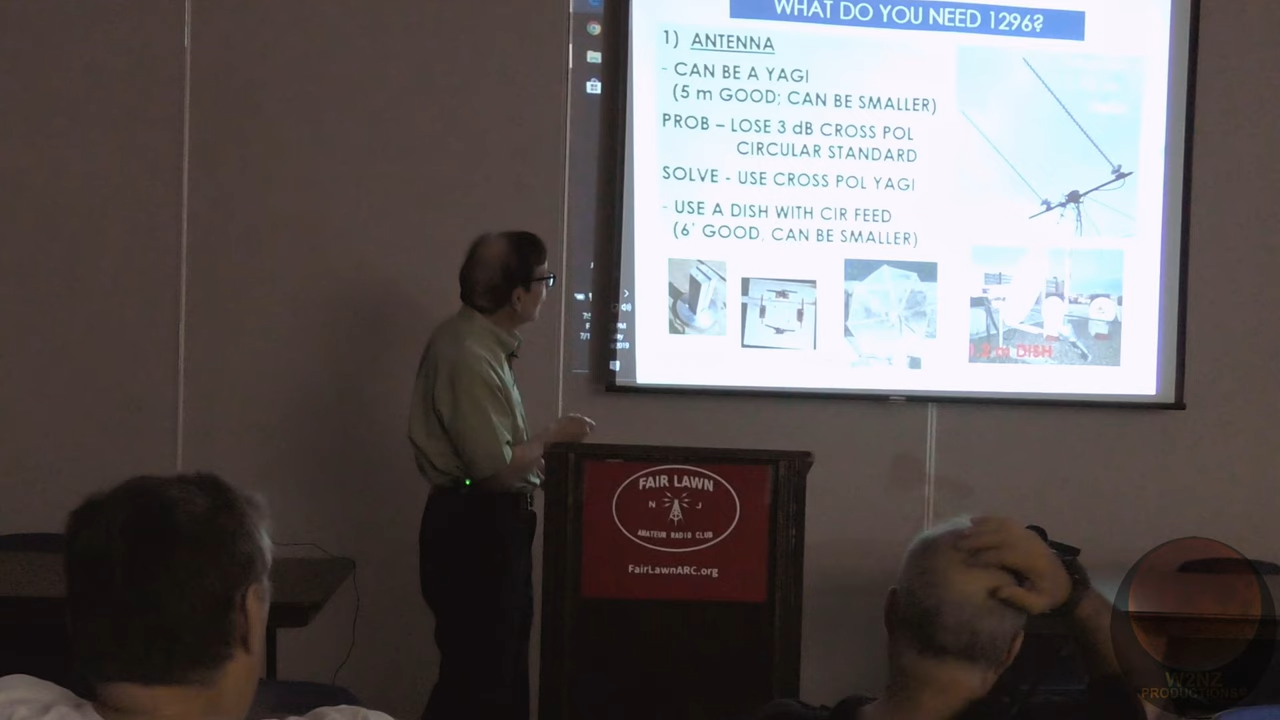 WHAT DO YOU NEED 1296?
1) ANTENNA
- CAN BE A YAGI
(5 m GOOD; CAN BE SMALLER)
PROB – LOSE 3 dB CROSS POL
CIRCULAR STANDARD
SOLVE - USE CROSS POL YAGI
- USE A DISH WITH CIR FEED
(6' GOOD, CAN BE SMALLER)
m DISH
FAIR LAWN
N J
AMATEUR RADIO CLUB
FairLawnARC.org
W2NZ
PRODUCTIONS